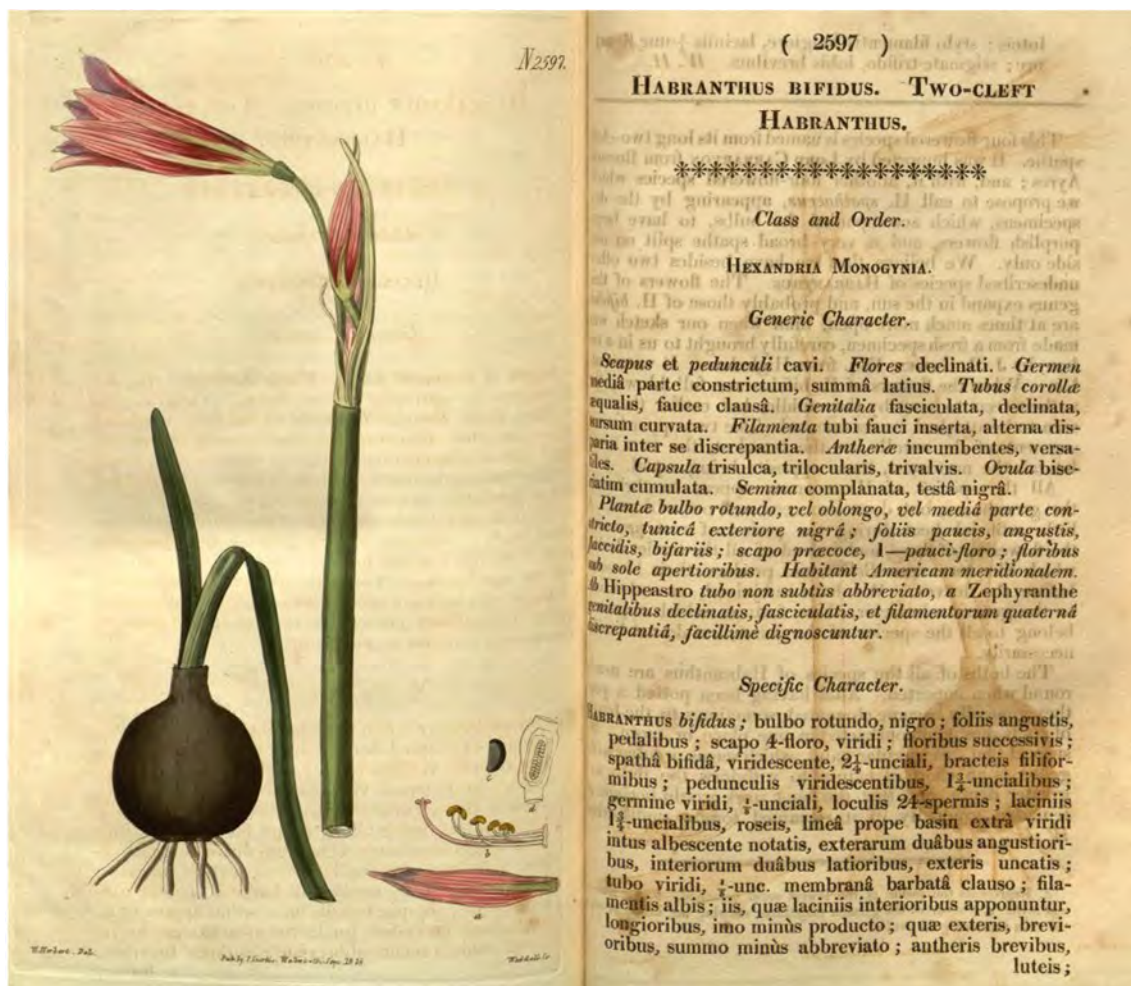 N.2597.
c
d
b
a
W. Herbert. Del.
Pub. by S. Curtis. Walworth. Sep. 1825
Weddell. Sc.
( 2597 )
Habranthus bifidus. Two-cleft
Habranthus.
Class and Order.
Hexandria Monogynia.
Generic Character.
Scapus et pedunculi cavi. Flores declinati. Germen
mediâ parte constrictum, summâ latius. Tubus corollæ
æqualis, fauce clausâ. Genitalia fasciculata, declinata,
sursum curvata. Filamenta tubi fauci inserta, alterna dis-
paria inter se discrepantia. Antheræ incumbentes, versa-
tiles. Capsula trisulca, trilocularis, trivalvis. Ovula bise-
riatim cumulata. Semina complanata, testâ nigrâ.
Plantæ bulbo rotundo, vel oblongo, vel mediâ parte con-
stricto, tunicâ exteriore nigrâ; foliis paucis, angustis,
flaccidis, bifariis; scapo præcoce, 1—pauci-floro; floribus
sub sole apertioribus. Habitant Americam meridionalem.
Ab Hippeastro tubo non subtùs abbreviato, a Zephyranthe
genitalibus declinatis, fasciculatis, et filamentorum quaternâ
discrepantiâ, facillimè dignoscuntur.
Specific Character.
Habranthus bifidus; bulbo rotundo, nigro; foliis angustis,
pedalibus; scapo 4-floro, viridi; floribus successivis;
spathâ bifidâ, viridescente, 2¼-unciali, bracteis filifor-
mibus; pedunculis viridescentibus, 1¾-uncialibus;
germine viridi, -unciali, loculis 24-spermis; laciniis
1¾-uncialibus, roseis, lineâ prope basin extrà viridi
intus albescente notatis, exterarum duâbus angustiori-
bus, interiorum duâbus latioribus, exteris uncatis;
tubo viridi, -unc. membranâ barbatâ clauso; fila-
mentis albis; iis, quæ laciniis interioribus apponuntur,
longioribus, imo minùs producto; quæ exteris, brevi-
oribus, summo minùs abbreviato; antheris brevibus,
luteis;